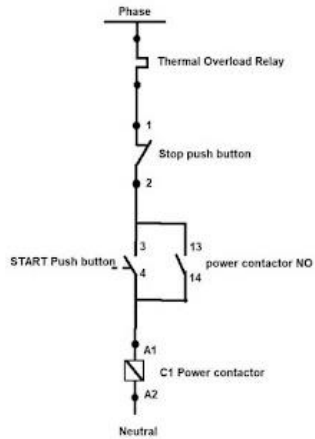 Phase
Thermal Overload Relay
1
Stop push button
2
3 13
START Push button power contactor NO
4 14
A1
C1 Power contactor
A2
Neutral